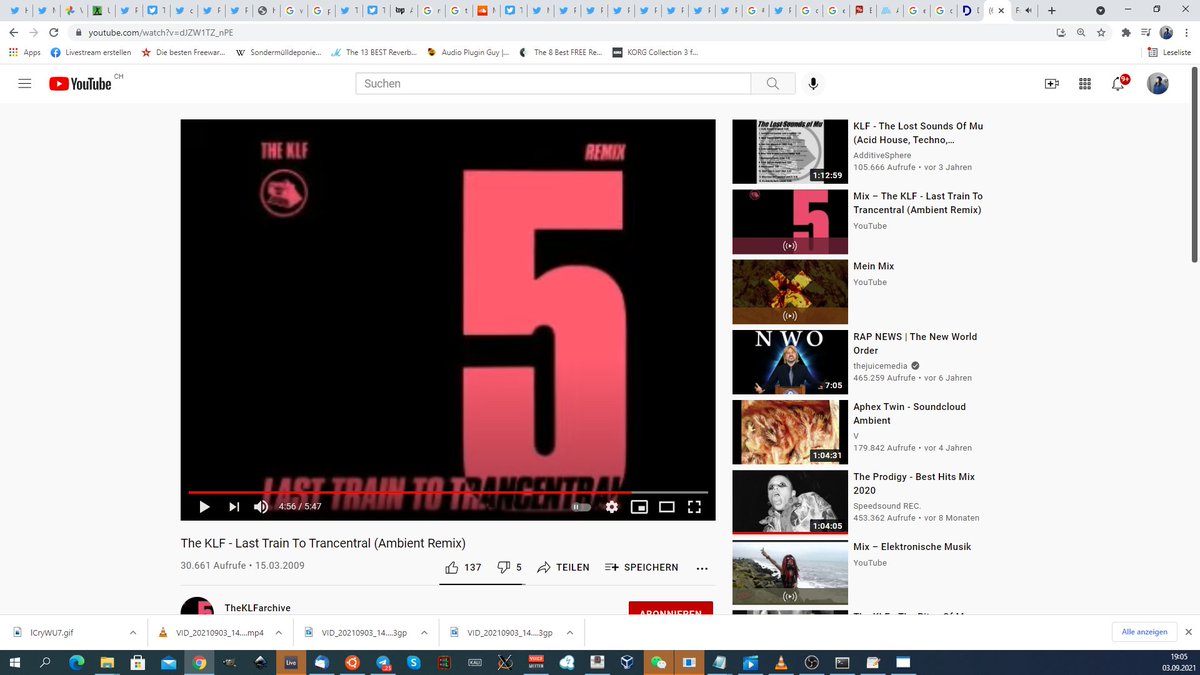 youtube.com/watch?v=dJZW1TZ_nPE
Apps
Livestream erstellen
Die besten Freewar...
Sondermülldeponie...
The 13 BEST Reverb...
Audio Plugin Guy |...
The 8 Best FREE Re...
KORG Collection 3 f...
Leseliste
YouTube CH
Suchen
9+
THE KLF
REMIX
5
LAST TRAIN TO TRANCENTRAL
4:56 / 5:47
The KLF - Last Train To Trancentral (Ambient Remix)
30.661 Aufrufe • 15.03.2009
137
5
TEILEN
SPEICHERN
TheKLFarchive
ABONNIEREN
The Lost Sounds of Mu
1:12:59
KLF - The Lost Sounds Of Mu
(Acid House, Techno,...
AdditiveSphere
105.666 Aufrufe • vor 3 Jahren
5
Mix – The KLF - Last Train To
Trancentral (Ambient Remix)
YouTube
Mein Mix
YouTube
NWO
7:05
RAP NEWS | The New World
Order
thejuicemedia
465.259 Aufrufe • vor 6 Jahren
1:04:31
Aphex Twin - Soundcloud
Ambient
V
179.842 Aufrufe • vor 4 Jahren
1:04:05
The Prodigy - Best Hits Mix
2020
Speedsound REC.
453.362 Aufrufe • vor 8 Monaten
Mix – Elektronische Musik
YouTube
lCryWU7.gif
VID_20210903_14....mp4
VID_20210903_14....3gp
VID_20210903_14....3gp
Alle anzeigen
Live
19:05
03.09.2021